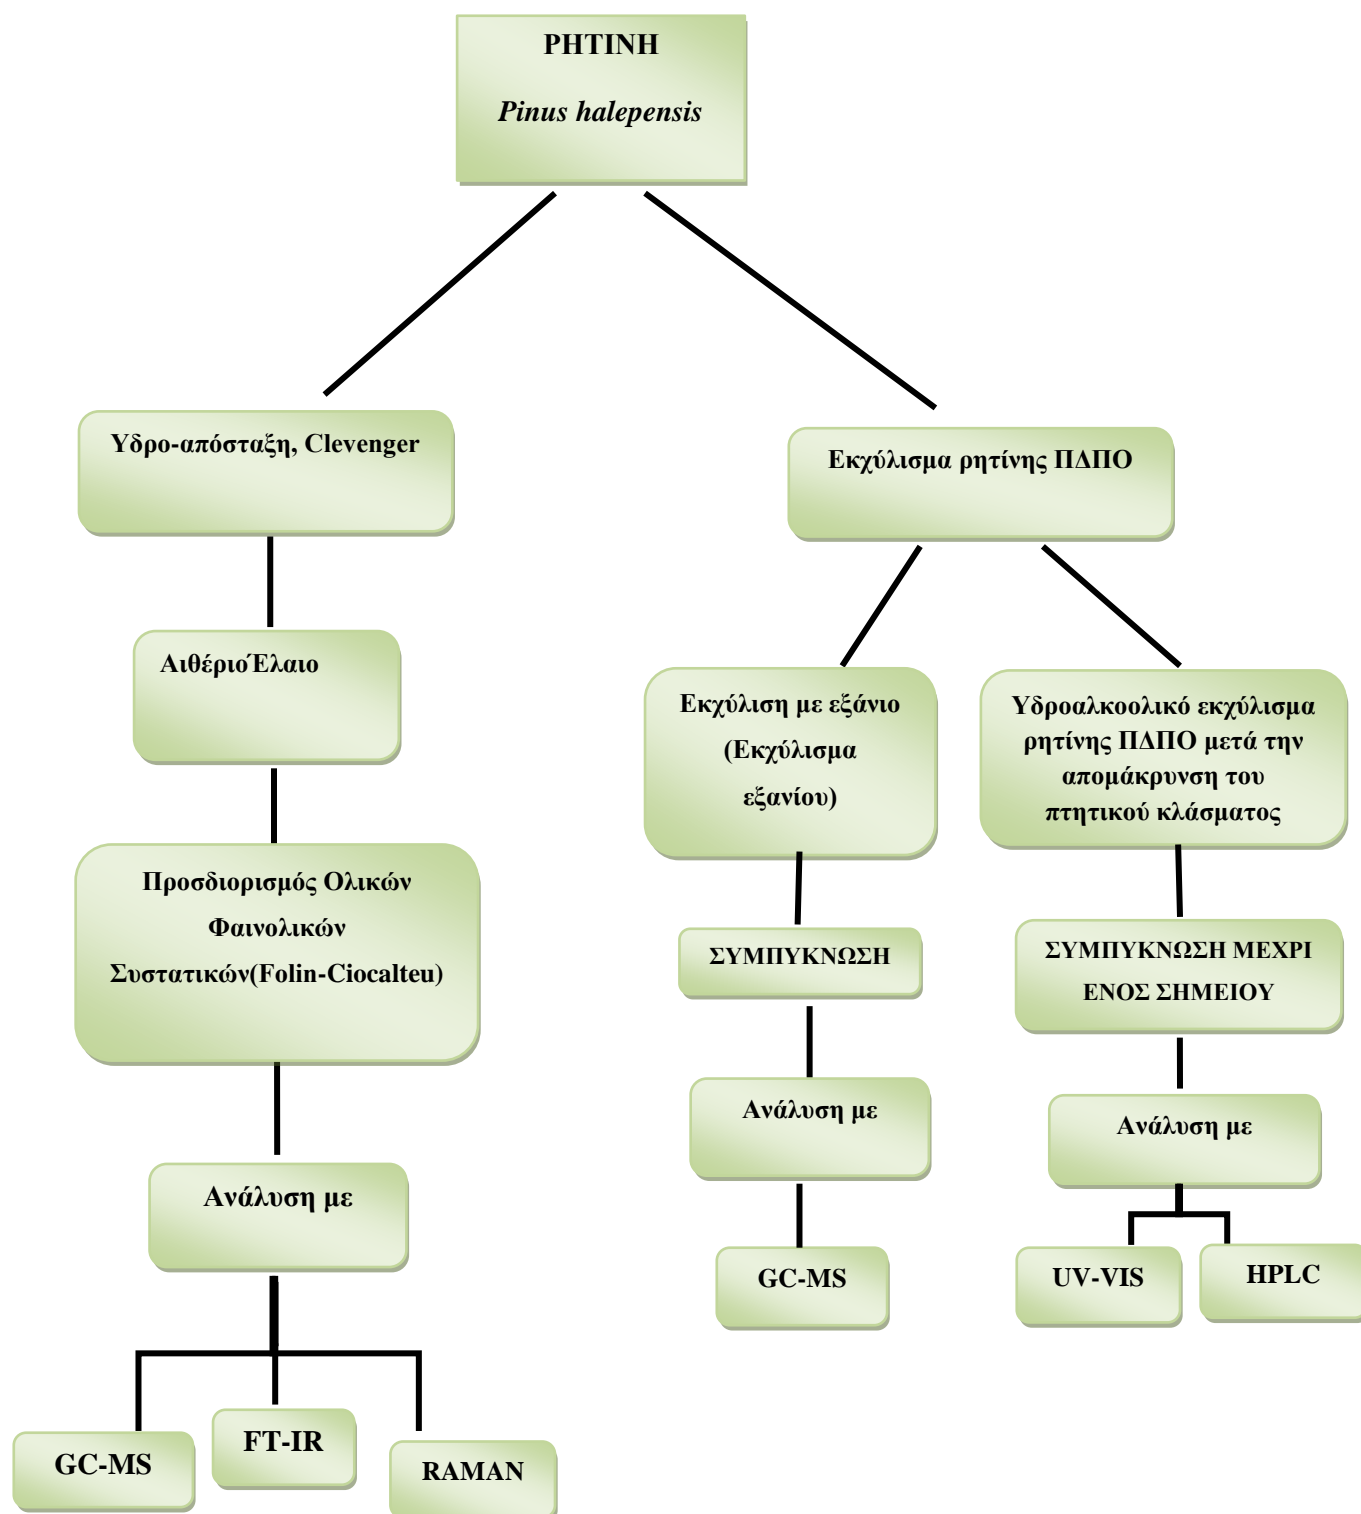 ΡΗΤΙΝΗ
Pinus halepensis
Υδρο-απόσταξη, Clevenger
Αιθέριο Έλαιο
Προσδιορισμός Ολικών
Φαινολικών
Συστατικών(Folin-Ciocalteu)
Ανάλυση με
GC-MS
FT-IR
RAMAN
Εκχύλισμα ρητίνης ΠΔΠΟ
Εκχύλιση με εξάνιο
(Εκχύλισμα
εξανίου)
ΣΥΜΠΥΚΝΩΣΗ
Ανάλυση με
GC-MS
Υδροαλκοολικό εκχύλισμα
ρητίνης ΠΔΠΟ μετά την
απομάκρυνση του
πτητικού κλάσματος
ΣΥΜΠΥΚΝΩΣΗ ΜΕΧΡΙ
ΕΝΟΣ ΣΗΜΕΙΟΥ
Ανάλυση με
UV-VIS
HPLC